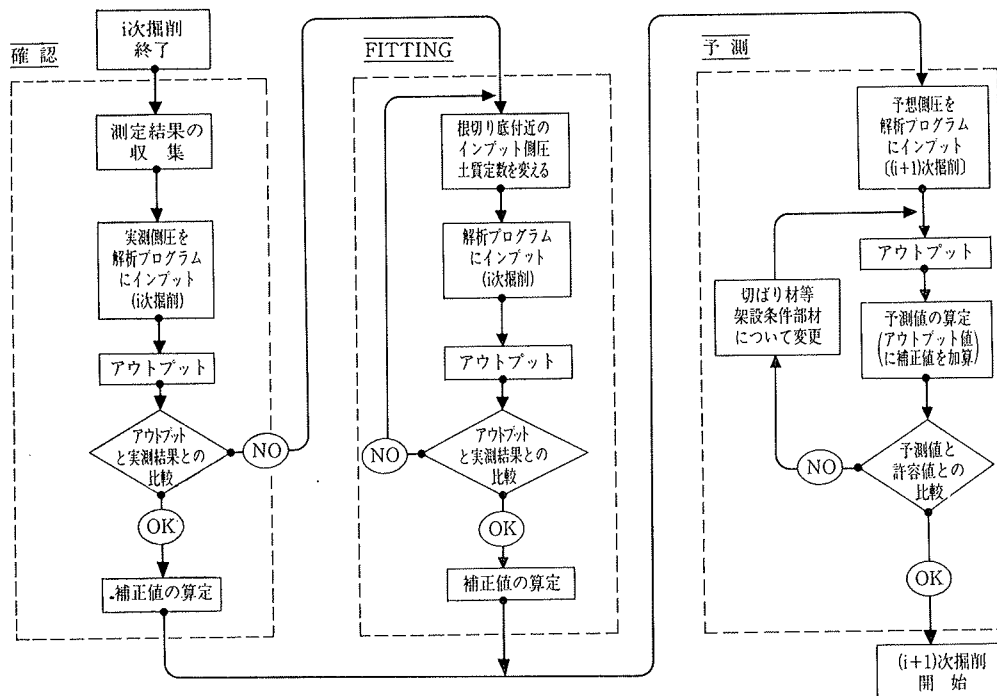 確認
i次掘削
終了
測定結果の
収集
実測側圧を
解析プログラム
にインプット
(i次掘削)
アウトプット
アウトプット
と実測結果との
比較
NO
OK
補正値の算定
FITTING
根切り底付近の
インプット側圧
土質定数を変える
解析プログラム
にインプット
(i次掘削)
アウトプット
アウトプット
と実測結果との
比較
NO
OK
補正値の算定
予測
予想側圧を
解析プログラム
にインプット
〔(i+1)次掘削〕
アウトプット
切ばり材等
架設条件部材
について変更
予測値の算定
(アウトプット値
に補正値を加算)
予測値と
許容値との
比較
NO
OK
(i+1)次掘削
開始